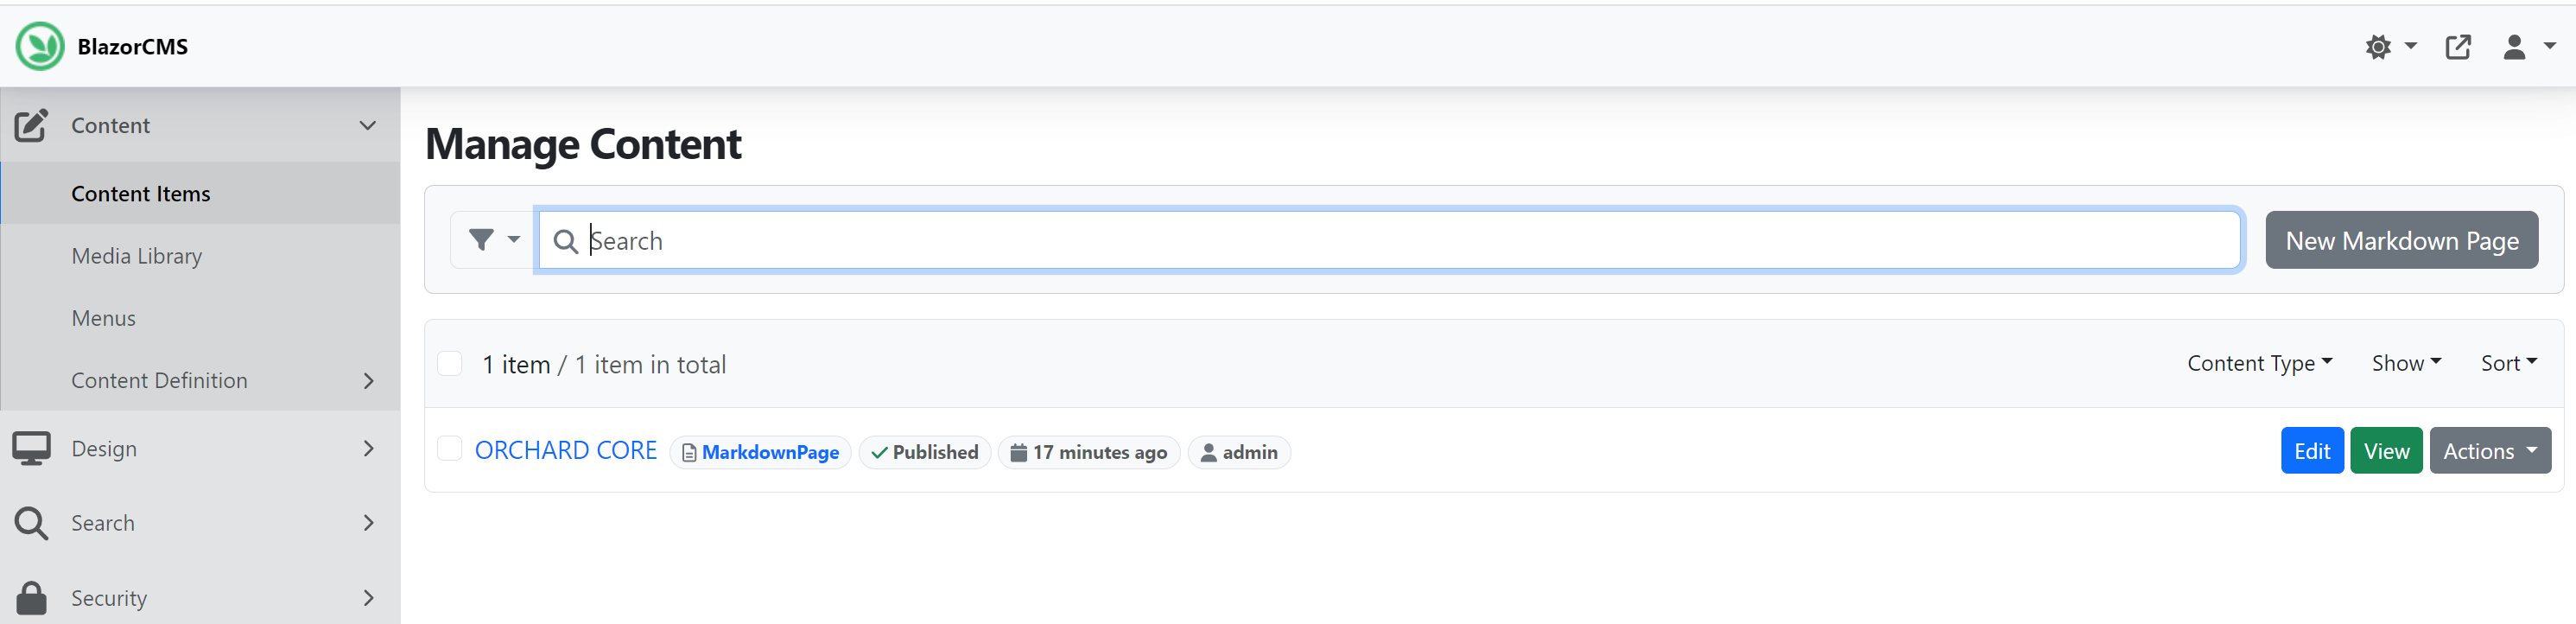 BlazorCMS
Content
Content Items
Media Library
Menus
Content Definition
Design
Search
Security
Manage Content
Search
New Markdown Page
1 item / 1 item in total
Content Type
Show
Sort
ORCHARD CORE MarkdownPage Published 17 minutes ago admin
Edit View Actions